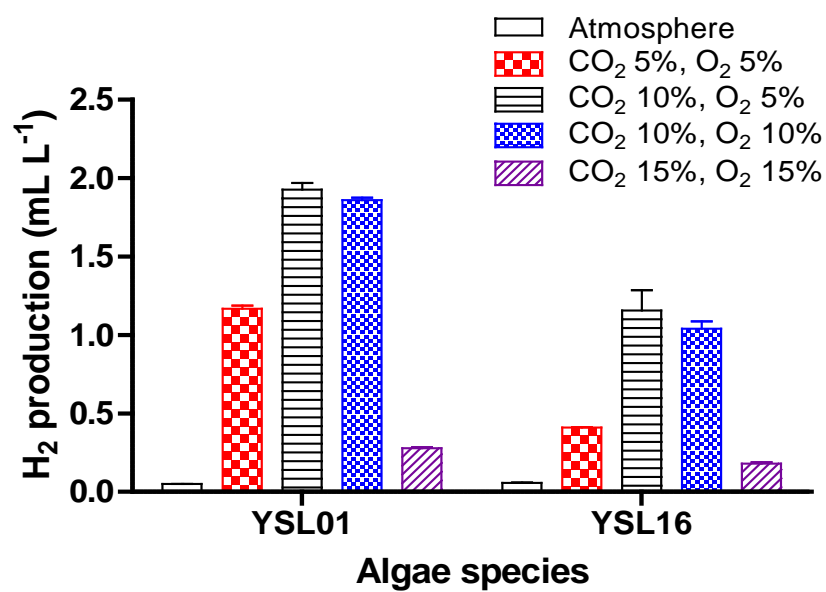 Atmosphere
CO₂ 5%, O₂ 5%
CO₂ 10%, O₂ 5%
CO₂ 10%, O₂ 10%
CO₂ 15%, O₂ 15%
H₂ production (mL L⁻¹)
2.5
2.0
1.5
1.0
0.5
0.0
YSL01 YSL16
Algae species